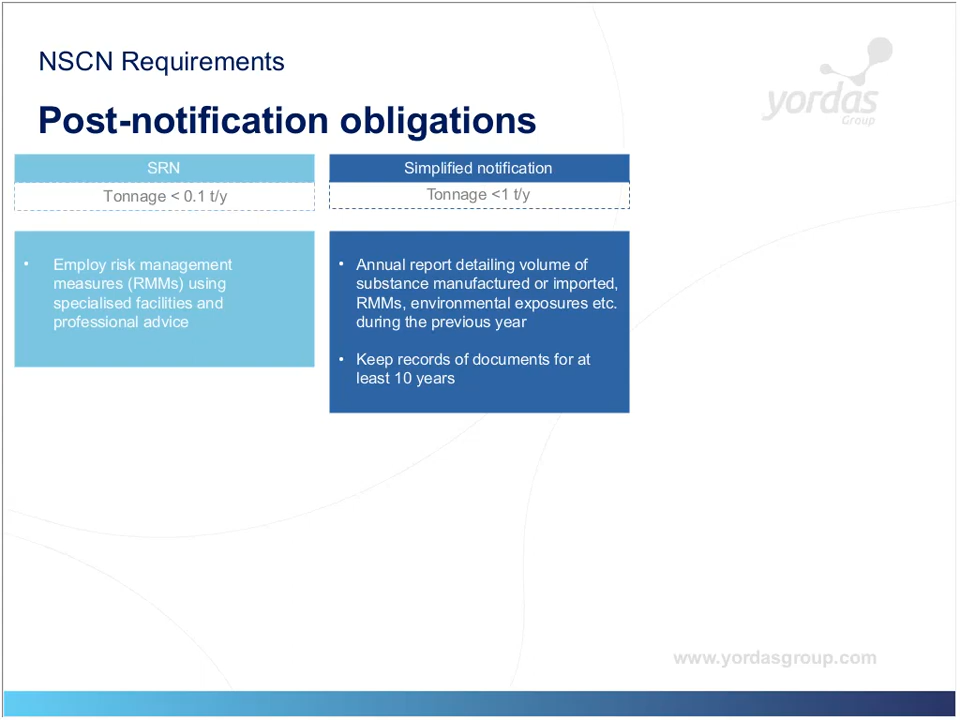 NSCN Requirements
yordas
Group
Post-notification obligations
SRN
Tonnage < 0.1 t/y
• Employ risk management
measures (RMMs) using
specialised facilities and
professional advice
Simplified notification
Tonnage <1 t/y
• Annual report detailing volume of
substance manufactured or imported,
RMMs, environmental exposures etc.
during the previous year
• Keep records of documents for at
least 10 years
www.yordasgroup.com